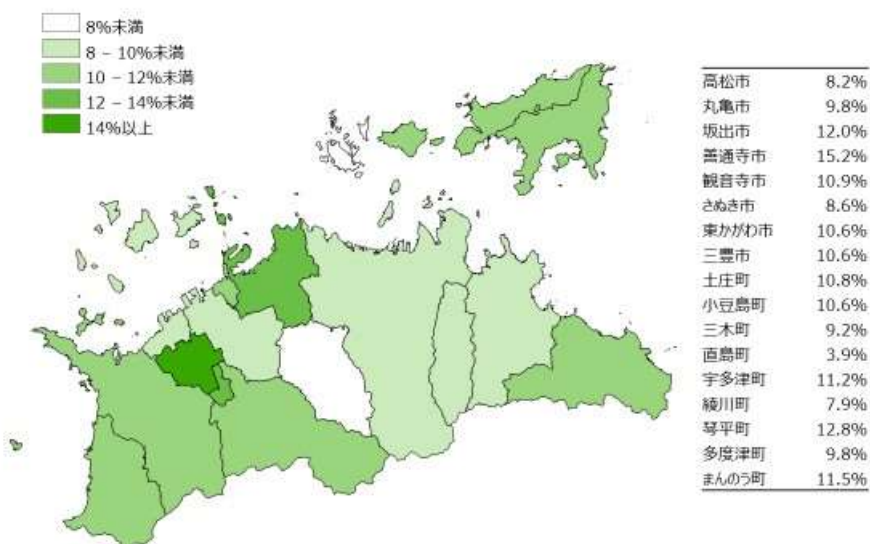 8%未満
8 – 10%未満
10 – 12%未満
12 – 14%未満
14%以上
高松市 8.2%
丸亀市 9.8%
坂出市 12.0%
善通寺市 15.2%
観音寺市 10.9%
さぬき市 8.6%
東かがわ市 10.6%
三豊市 10.6%
土庄町 10.8%
小豆島町 10.6%
三木町 9.2%
直島町 3.9%
宇多津町 11.2%
綾川町 7.9%
琴平町 12.8%
多度津町 9.8%
まんのう町 11.5%